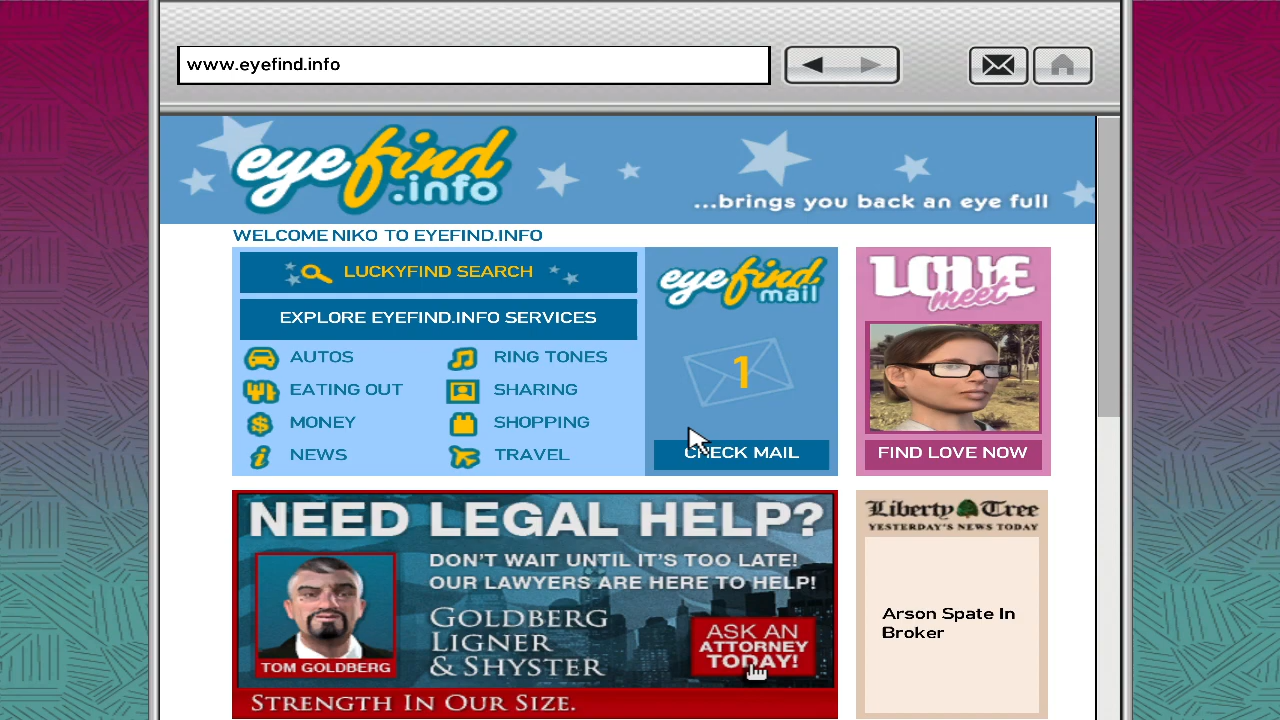 www.eyefind.info
eyefind
.info
...brings you back an eye full
WELCOME NIKO TO EYEFIND.INFO
LUCKYFIND SEARCH
EXPLORE EYEFIND.INFO SERVICES
AUTOS
RING TONES
EATING OUT
SHARING
MONEY
SHOPPING
NEWS
TRAVEL
eyefind
mail
1
CHECK MAIL
LOVE
meet
FIND LOVE NOW
NEED LEGAL HELP?
DON'T WAIT UNTIL IT'S TOO LATE!
OUR LAWYERS ARE HERE TO HELP!
GOLDBERG
LIGNER
& SHYSTER
TOM GOLDBERG
ASK AN
ATTORNEY
TODAY!
STRENGTH IN OUR SIZE.
Liberty Tree
YESTERDAY'S NEWS TODAY
Arson Spate In
Broker